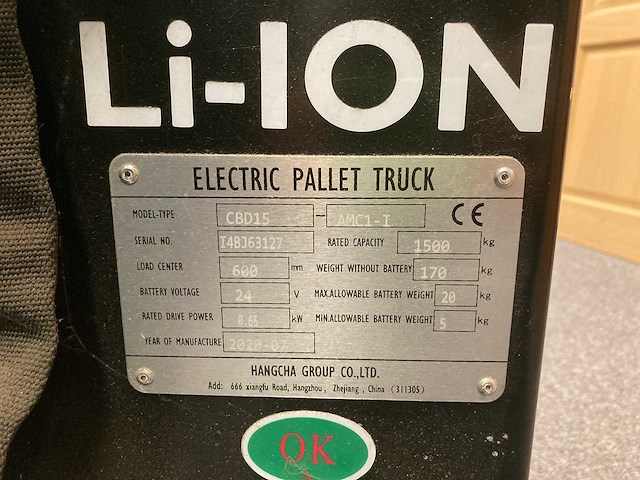 Li-ION
ELECTRIC PALLET TRUCK
MODEL-TYPE CBD15 - AMC1-I CE
SERIAL NO. I4BJ63127 RATED CAPACITY 1500 kg
LOAD CENTER 600 mm WEIGHT WITHOUT BATTERY 170 kg
BATTERY VOLTAGE 24 V MAX.ALLOWABLE BATTERY WEIGHT 20 kg
RATED DRIVE POWER 0.65 kW MIN.ALLOWABLE BATTERY WEIGHT 5 kg
YEAR OF MANUFACTURE 2020-07
HANGCHA GROUP CO.,LTD.
Add: 666 xiangfu Road, Hangzhou, Zhejiang, China (311305)
OK